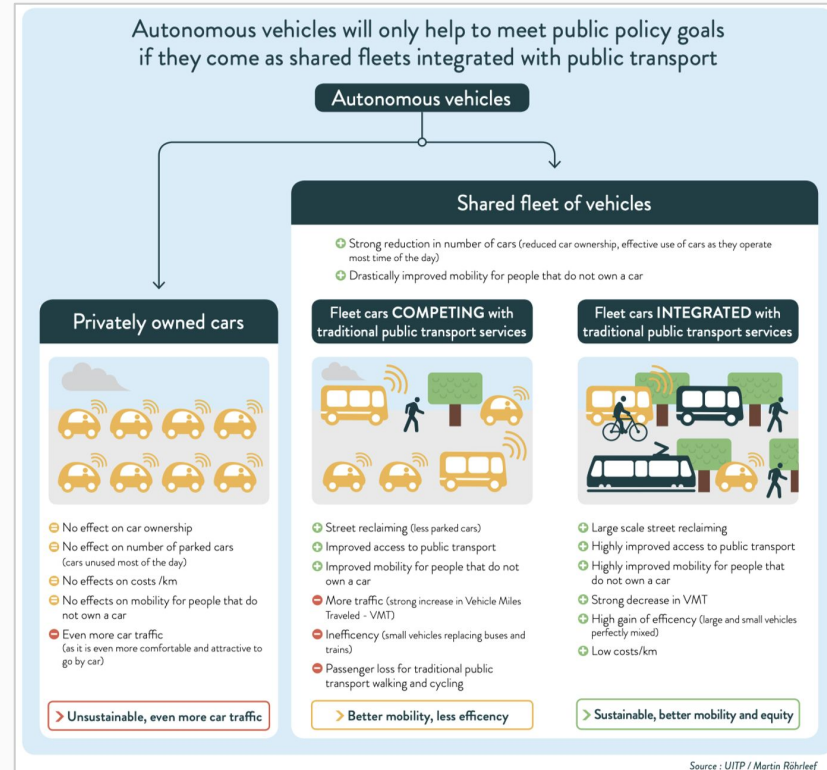 Autonomous vehicles will only help to meet public policy goals
if they come as shared fleets integrated with public transport
Autonomous vehicles
Shared fleet of vehicles
Strong reduction in number of cars (reduced car ownership, effective use of cars as they operate
most time of the day)
Drastically improved mobility for people that do not own a car
Privately owned cars
No effect on car ownership
No effect on number of parked cars
(cars unused most of the day)
No effects on costs /km
No effects on mobility for people that do
not own a car
Even more car traffic
(as it is even more comfortable and attractive to
go by car)
> Unsustainable, even more car traffic
Fleet cars COMPETING with
traditional public transport services
Street reclaiming (less parked cars)
Improved access to public transport
Improved mobility for people that do not
own a car
More traffic (strong increase in Vehicle Miles
Traveled - VMT)
Inefficency (small vehicles replacing buses and
trains)
Passenger loss for traditional public
transport walking and cycling
> Better mobility, less efficency
Fleet cars INTEGRATED with
traditional public transport services
Large scale street reclaiming
Highly improved access to public transport
Highly improved mobility for people that
do not own a car
Strong decrease in VMT
High gain of efficency (large and small vehicles
perfectly mixed)
Low costs/km
> Sustainable, better mobility and equity
Source : UITP / Martin Röhrleef